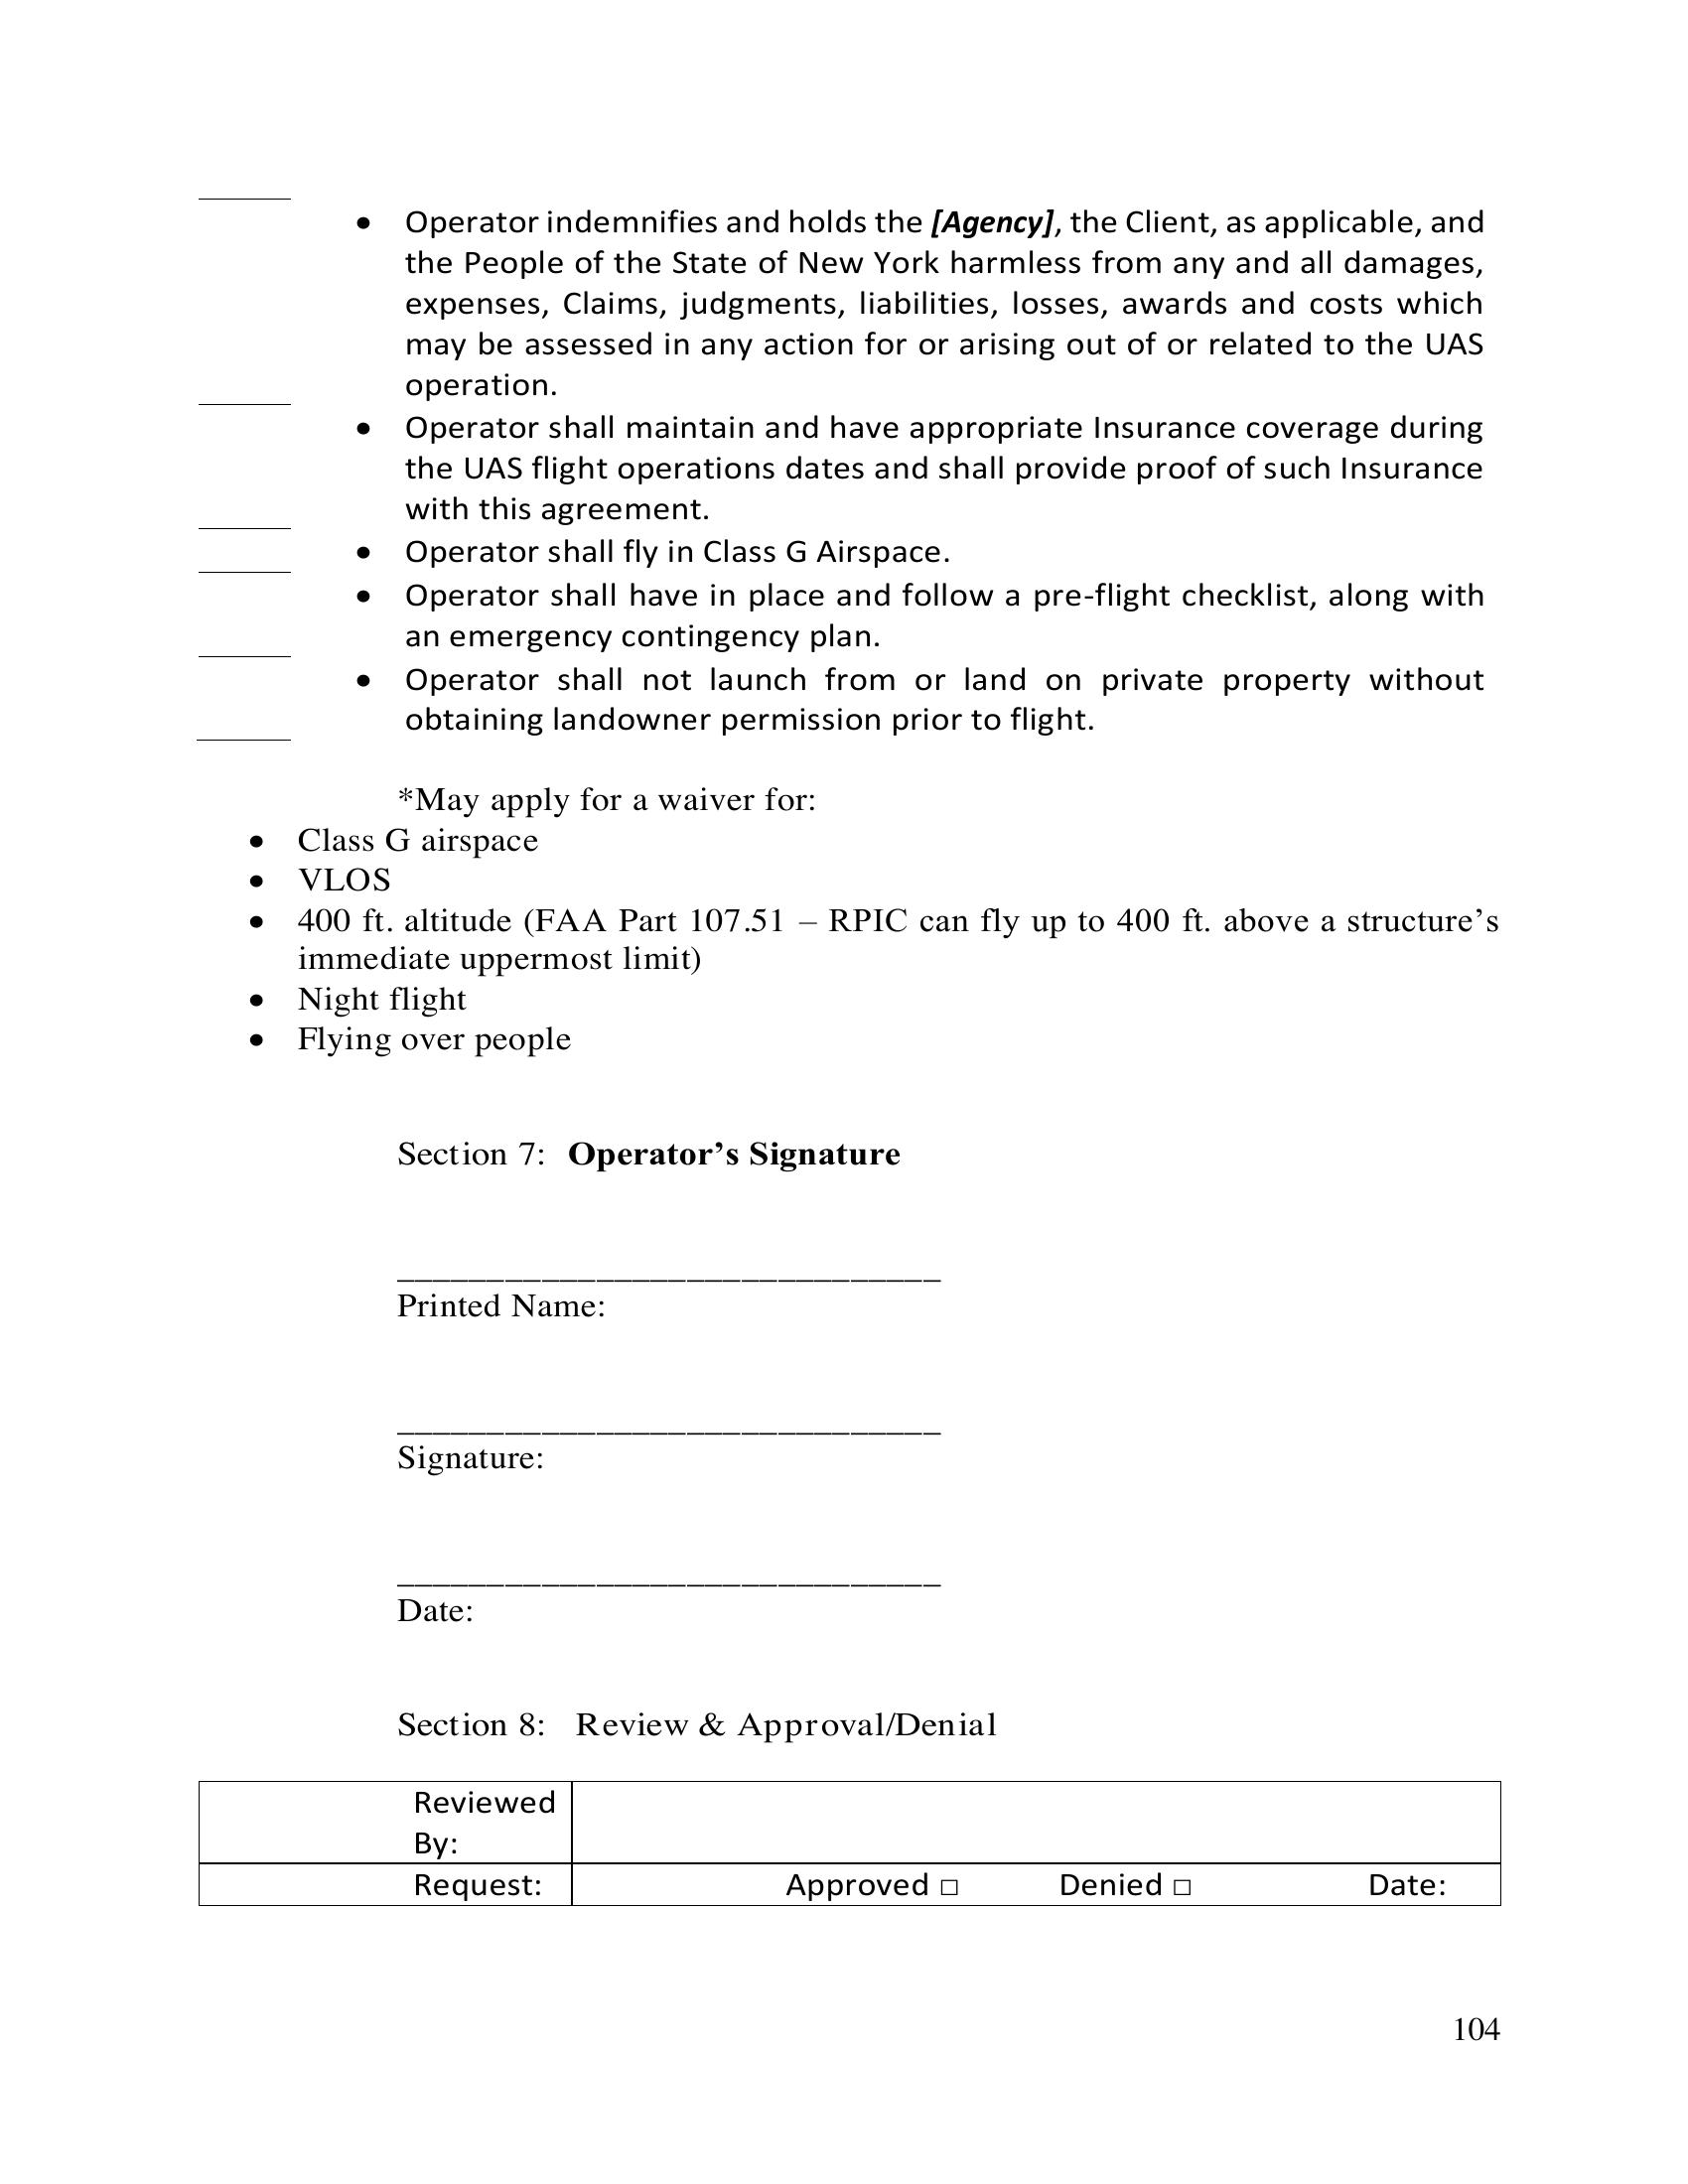 • Operator indemnifies and holds the [Agency], the Client, as applicable, and
the People of the State of New York harmless from any and all damages,
expenses, Claims, judgments, liabilities, losses, awards and costs which
may be assessed in any action for or arising out of or related to the UAS
operation.
• Operator shall maintain and have appropriate Insurance coverage during
the UAS flight operations dates and shall provide proof of such Insurance
with this agreement.
• Operator shall fly in Class G Airspace.
• Operator shall have in place and follow a pre-flight checklist, along with
an emergency contingency plan.
• Operator shall not launch from or land on private property without
obtaining landowner permission prior to flight.
*May apply for a waiver for:
• Class G airspace
• VLOS
• 400 ft. altitude (FAA Part 107.51 – RPIC can fly up to 400 ft. above a structure’s
immediate uppermost limit)
• Night flight
• Flying over people
Section 7: Operator’s Signature
______________________________
Printed Name:
______________________________
Signature:
______________________________
Date:
Section 8: Review & Approval/Denial
Reviewed
By:
Request: Approved □ Denied □ Date:
104